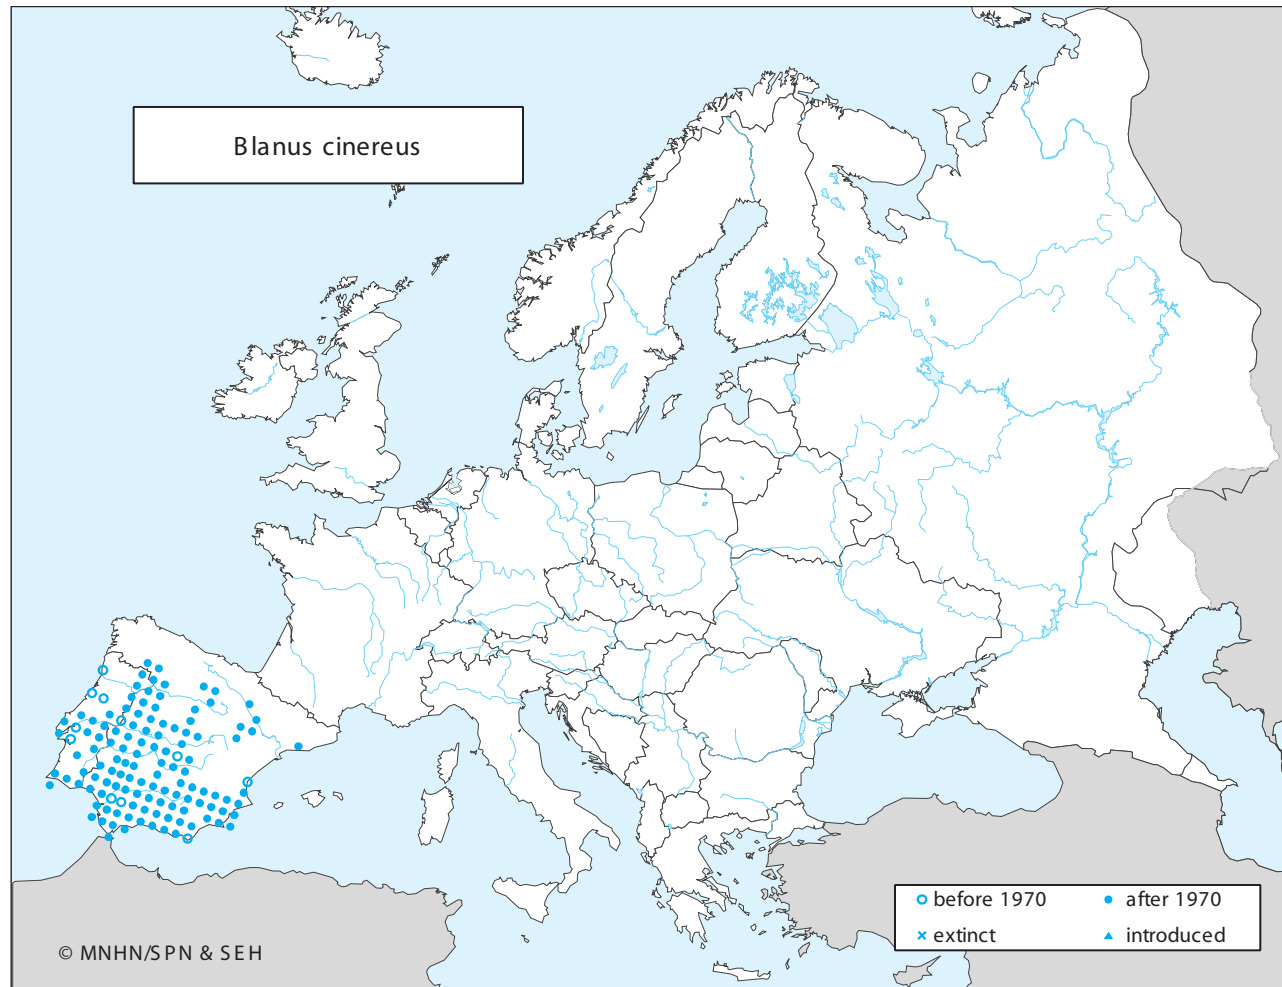 Blanus cinereus
before 1970
after 1970
extinct
introduced
© MNHN/SPN & SEH